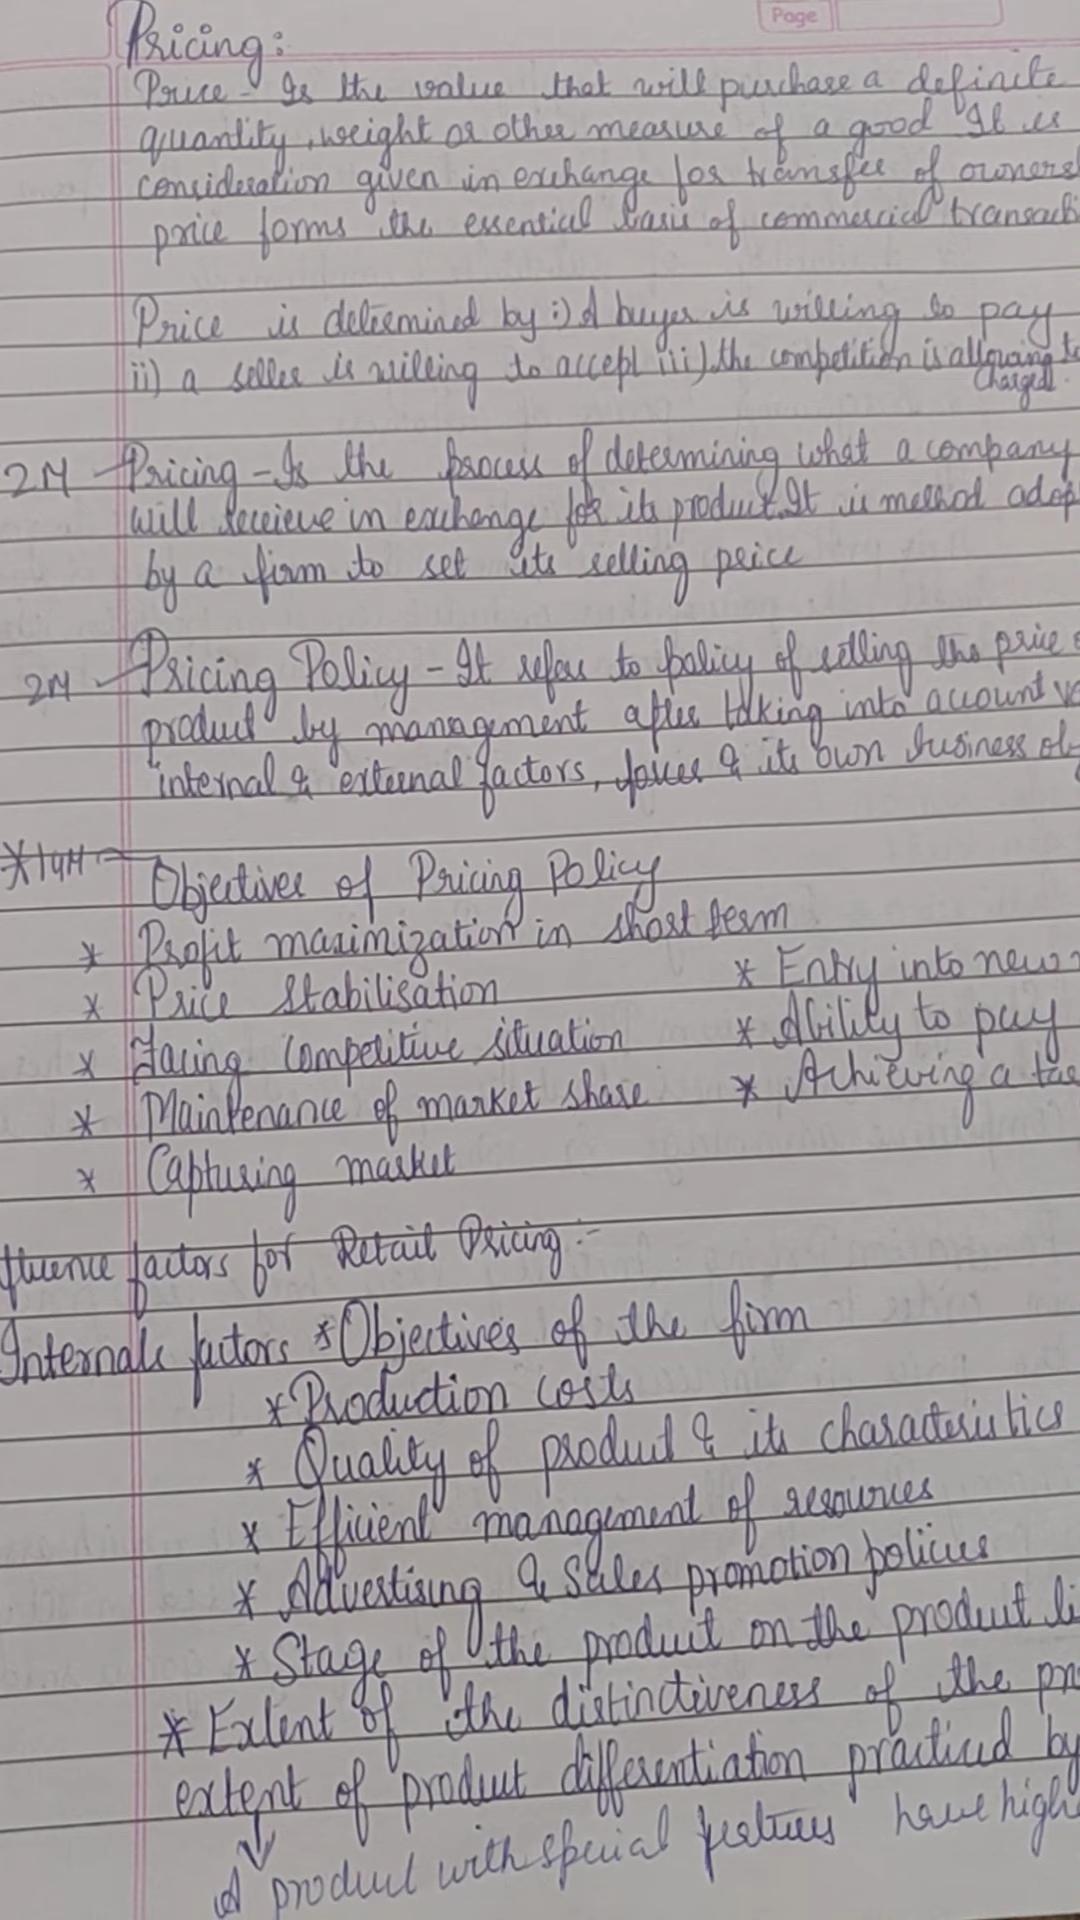 Page
Pricing:
Price - Is the value that will purchase a definite
quantity, weight or other measure of a good It is
consideration given in exchange for transfer of owners
price forms the essential basis of commercial transacti
Price is determined by i) A buyer is willing to pay
ii) a seller is willing to accept iii) the competition is allowing to
charged.
2M - Pricing - Is the process of determining what a company
will receieve in exchange for its product. It is method adop
by a firm to set its selling price
2M - Pricing Policy - It refers to policy of setting the price o
product by management after taking into account va
internal & external factors, forces & its own business ob
*14M - Objectives of Pricing Policy
* Profit maximization in short term
* Price Stabilisation * Entry into new
* Facing Competitive situation * Ability to pay
* Maintenance of market share * Achieving a tar
* Capturing market
fluence factors for Retail Pricing :-
Internal factors * Objectives of the firm
* Production costs
* Quality of product & its characteristics
* Efficient management of resources
* Advertising & Sales promotion policies
* Stage of the product on the product li
* Extent of the distinctiveness of the pro
extent of product differentiation practiced by
A product with special features have high